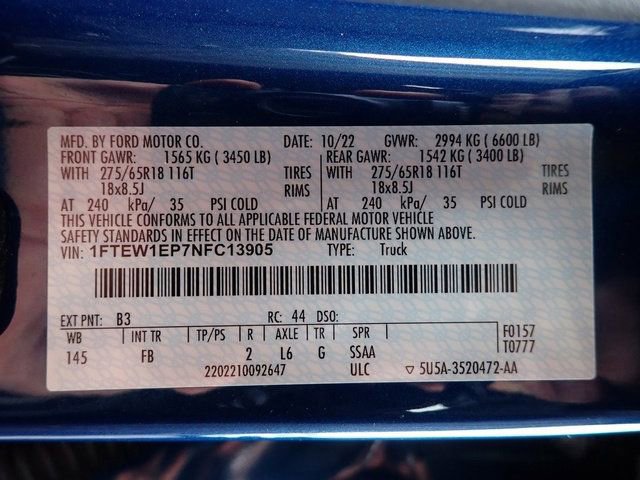 MFD. BY FORD MOTOR CO. DATE: 10/22 GVWR: 2994 KG (6600 LB)
FRONT GAWR: 1565 KG (3450 LB) REAR GAWR: 1542 KG (3400 LB)
WITH 275/65R18 116T TIRES WITH 275/65R18 116T TIRES
18x8.5J RIMS 18x8.5J RIMS
AT 240 kPa/ 35 PSI COLD AT 240 kPa/ 35 PSI COLD
THIS VEHICLE CONFORMS TO ALL APPLICABLE FEDERAL MOTOR VEHICLE
SAFETY STANDARDS IN EFFECT ON THE DATE OF MANUFACTURE SHOWN ABOVE.
VIN: 1FTEW1EP7NFC13905 TYPE: Truck
EXT PNT: B3 RC: 44 DSO:
WB INT TR TP/PS R AXLE TR SPR F0157
145 FB 2 L6 G SSAA T0777
2202210092647 ULC ▽ 5U5A-3520472-AA